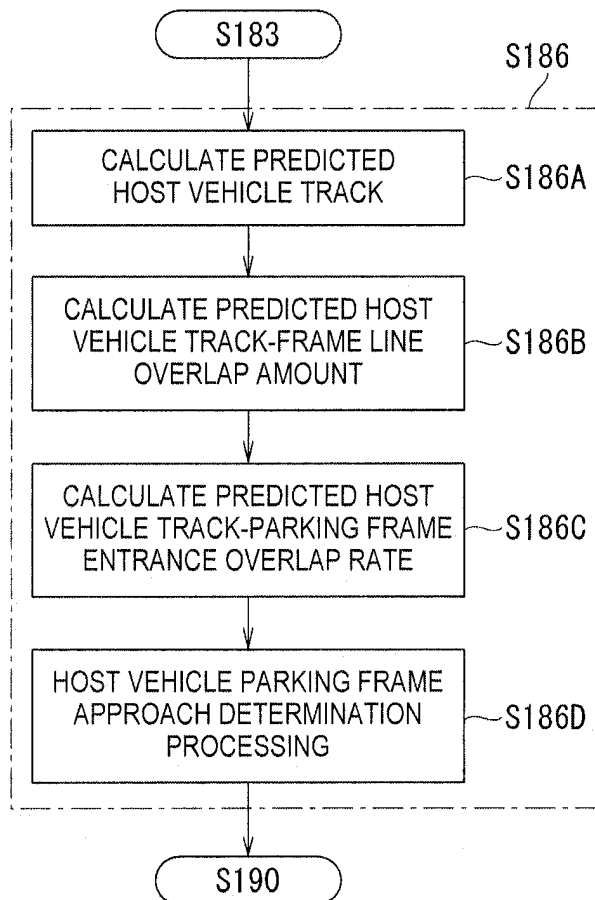 S183
S186
CALCULATE PREDICTED
HOST VEHICLE TRACK
S186A
CALCULATE PREDICTED HOST
VEHICLE TRACK-FRAME LINE
OVERLAP AMOUNT
S186B
CALCULATE PREDICTED HOST
VEHICLE TRACK-PARKING FRAME
ENTRANCE OVERLAP RATE
S186C
HOST VEHICLE PARKING FRAME
APPROACH DETERMINATION
PROCESSING
S186D
S190